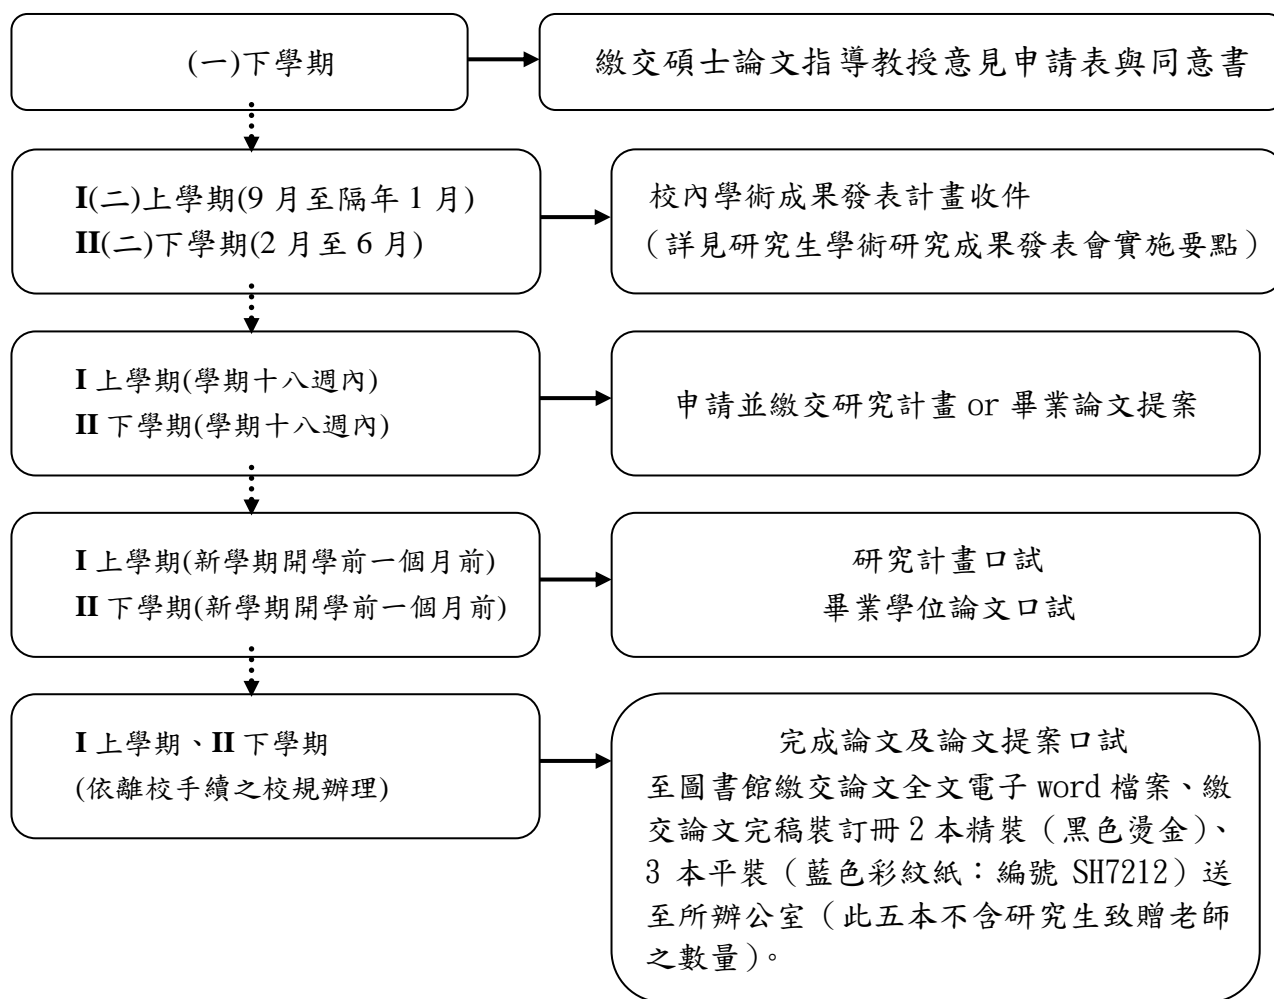 (一)下學期
繳交碩士論文指導教授意見申請表與同意書
I(二)上學期(9 月至隔年 1 月)
II(二)下學期(2 月至 6 月)
校內學術成果發表計畫收件
（詳見研究生學術研究成果發表會實施要點）
I 上學期(學期十八週內)
II 下學期(學期十八週內)
申請並繳交研究計畫 or 畢業論文提案
I 上學期(新學期開學前一個月前)
II 下學期(新學期開學前一個月前)
研究計畫口試
畢業學位論文口試
I 上學期、II 下學期
(依離校手續之校規辦理)
完成論文及論文提案口試
至圖書館繳交論文全文電子 word 檔案、繳
交論文完稿裝訂冊 2 本精裝（黑色燙金）、
3 本平裝（藍色彩紋紙：編號 SH7212）送
至所辦公室（此五本不含研究生致贈老師
之數量）。